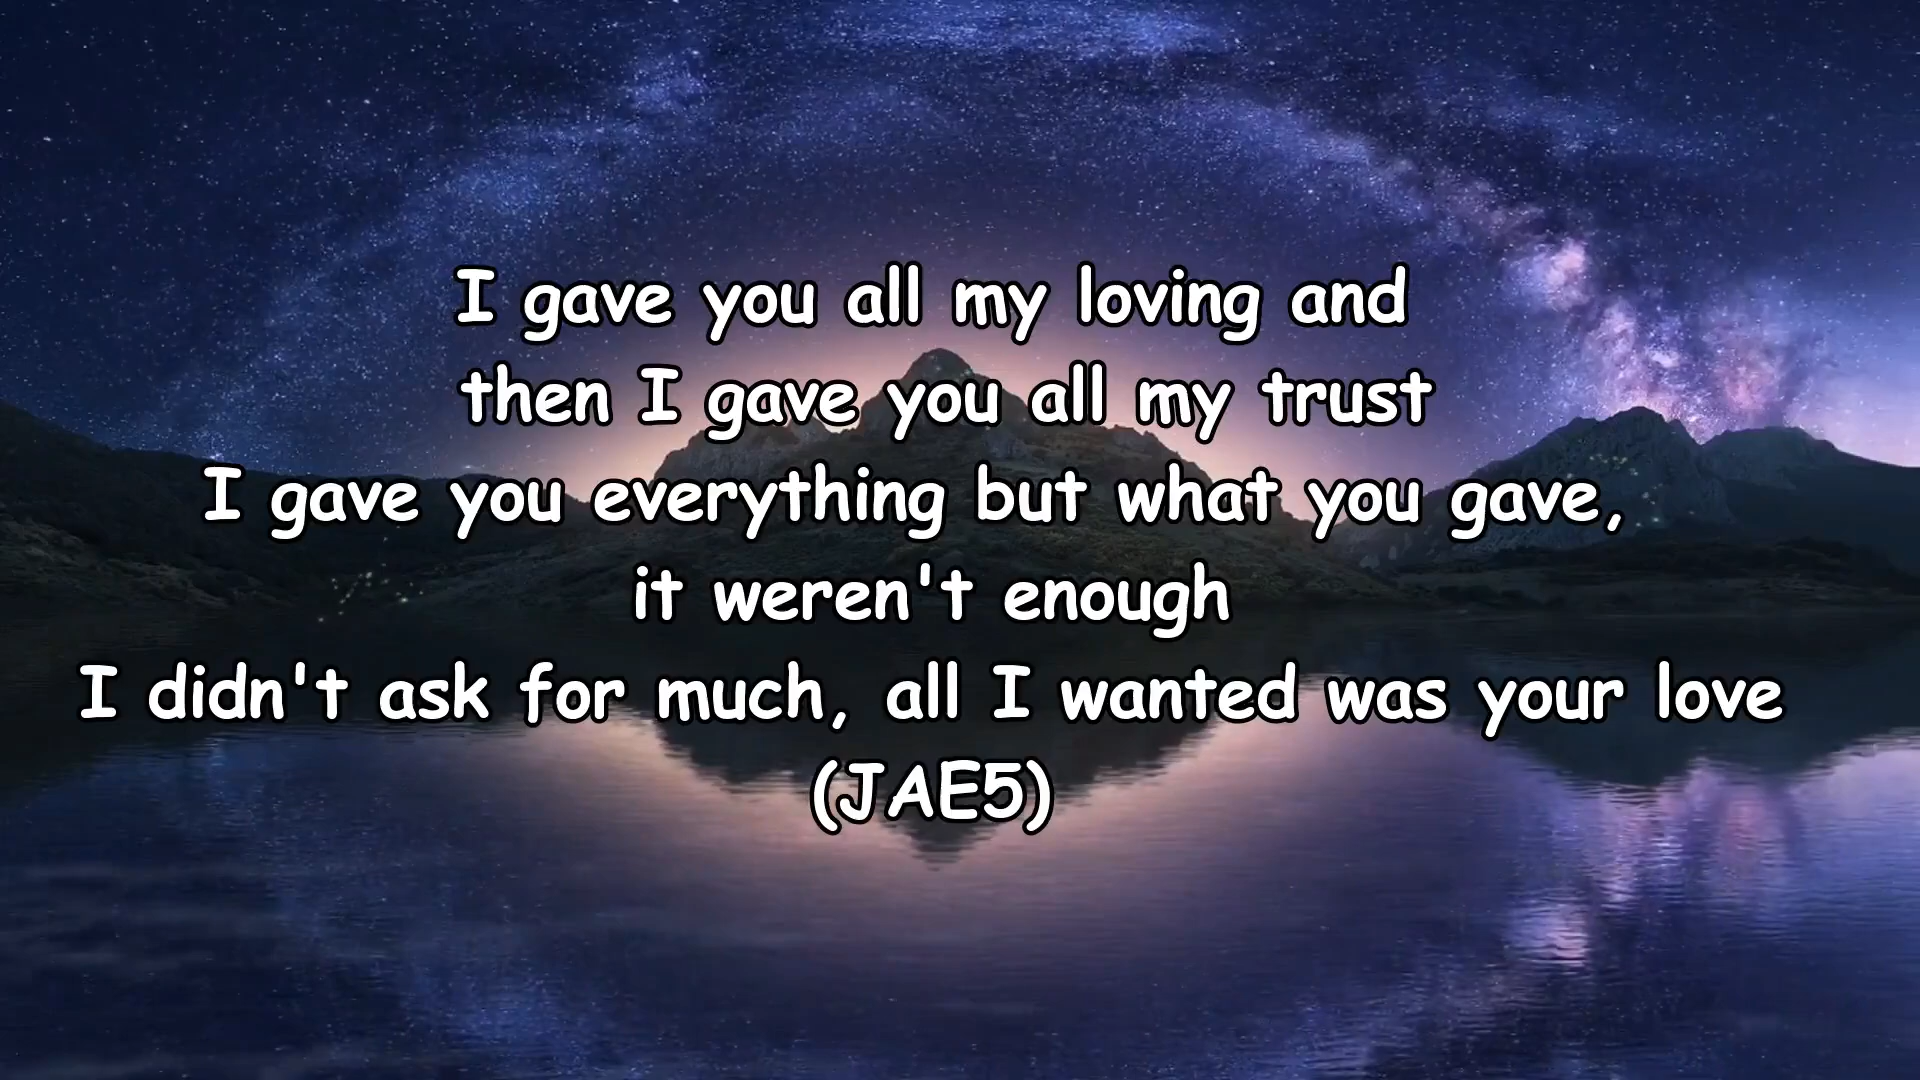 I gave you all my loving and
then I gave you all my trust
I gave you everything but what you gave,
it weren't enough
I didn't ask for much, all I wanted was your love
(JAE5)